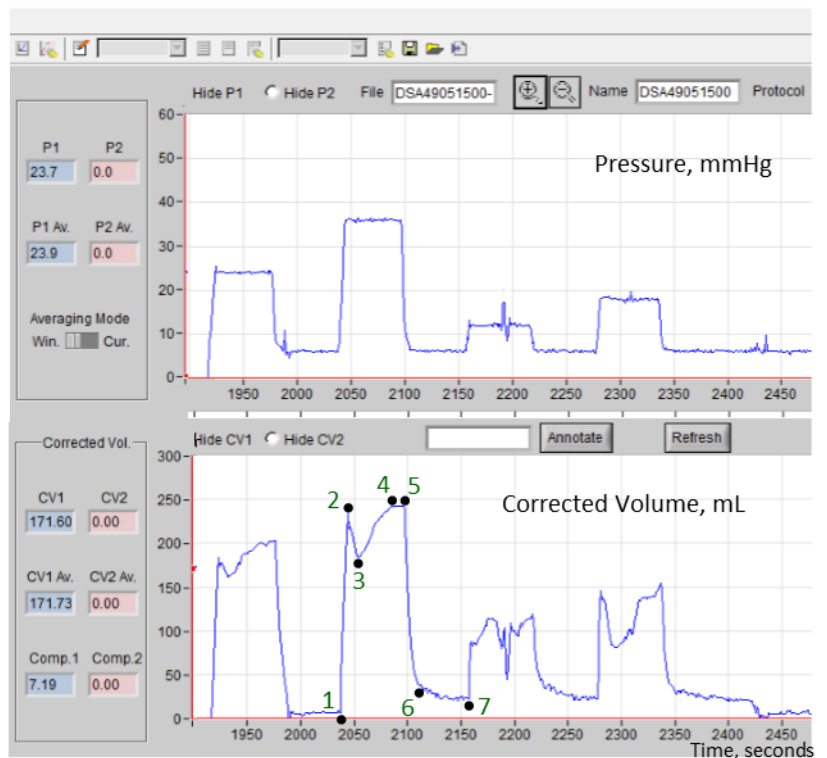 Hide P1 Hide P2 File DSA49051500- Name DSA49051500 Protocol
P1 P2
23.7 0.0
P1 Av. P2 Av.
23.9 0.0
Averaging Mode
Win. Cur.
Pressure, mmHg
60
50
40
30
20
10
0
1950 2000 2050 2100 2150 2200 2250 2300 2350 2400 2450
Hide CV1 Hide CV2 Annotate Refresh
Corrected Vol.
CV1 CV2
171.60 0.00
CV1 Av. CV2 Av.
171.73 0.00
Comp.1 Comp.2
7.19 0.00
Corrected Volume, mL
300
250
200
150
100
50
0
1 2 3 4 5 6 7
1950 2000 2050 2100 2150 2200 2250 2300 2350 2400 2450
Time, seconds